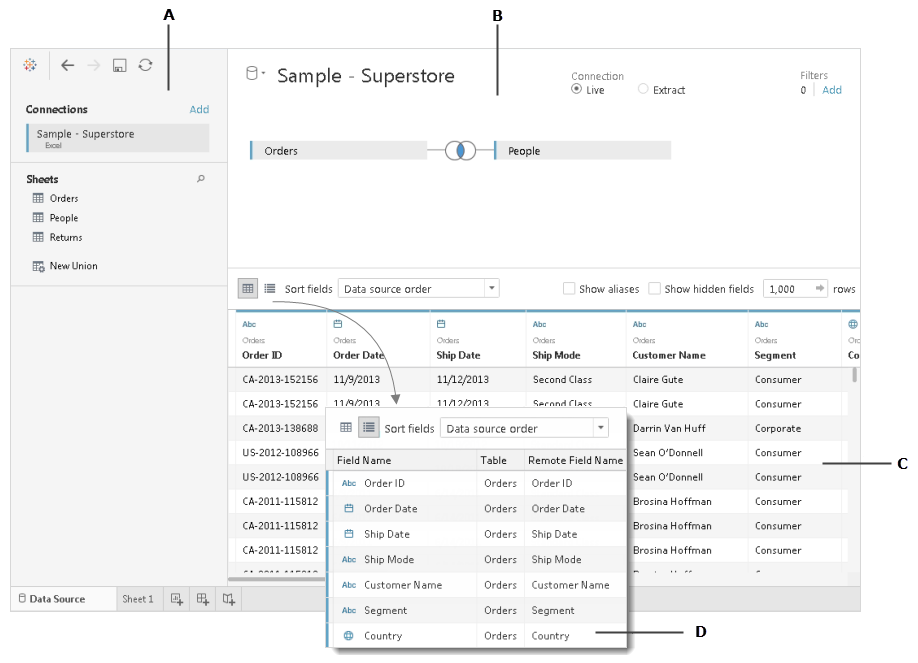 A
B
Sample - Superstore
Connection
Live
Extract
Filters
0
Add
Connections
Add
Sample - Superstore
Excel
Orders
People
Sheets
Orders
People
Returns
New Union
Sort fields
Data source order
Show aliases
Show hidden fields
1,000
rows
Abc
Abc
Abc
Abc
Orders
Orders
Orders
Orders
Orders
Orders
Order ID
Order Date
Ship Date
Ship Mode
Customer Name
Segment
CA-2013-152156 11/9/2013 11/12/2013 Second Class Claire Gute Consumer
CA-2013-152156 11/9/2013 11/12/2013 Second Class Claire Gute Consumer
CA-2013-138688 Darrin Van Huff Corporate
US-2012-108966 Sean O'Donnell Consumer
US-2012-108966 Sean O'Donnell Consumer
CA-2011-115812 Brosina Hoffman Consumer
CA-2011-115812 Brosina Hoffman Consumer
CA-2011-115812 Brosina Hoffman Consumer
C
Sort fields
Data source order
Field Name Table Remote Field Name
Abc Order ID Orders Order ID
Order Date Orders Order Date
Ship Date Orders Ship Date
Abc Ship Mode Orders Ship Mode
Abc Customer Name Orders Customer Name
Abc Segment Orders Segment
Country Orders Country
D
Data Source
Sheet 1